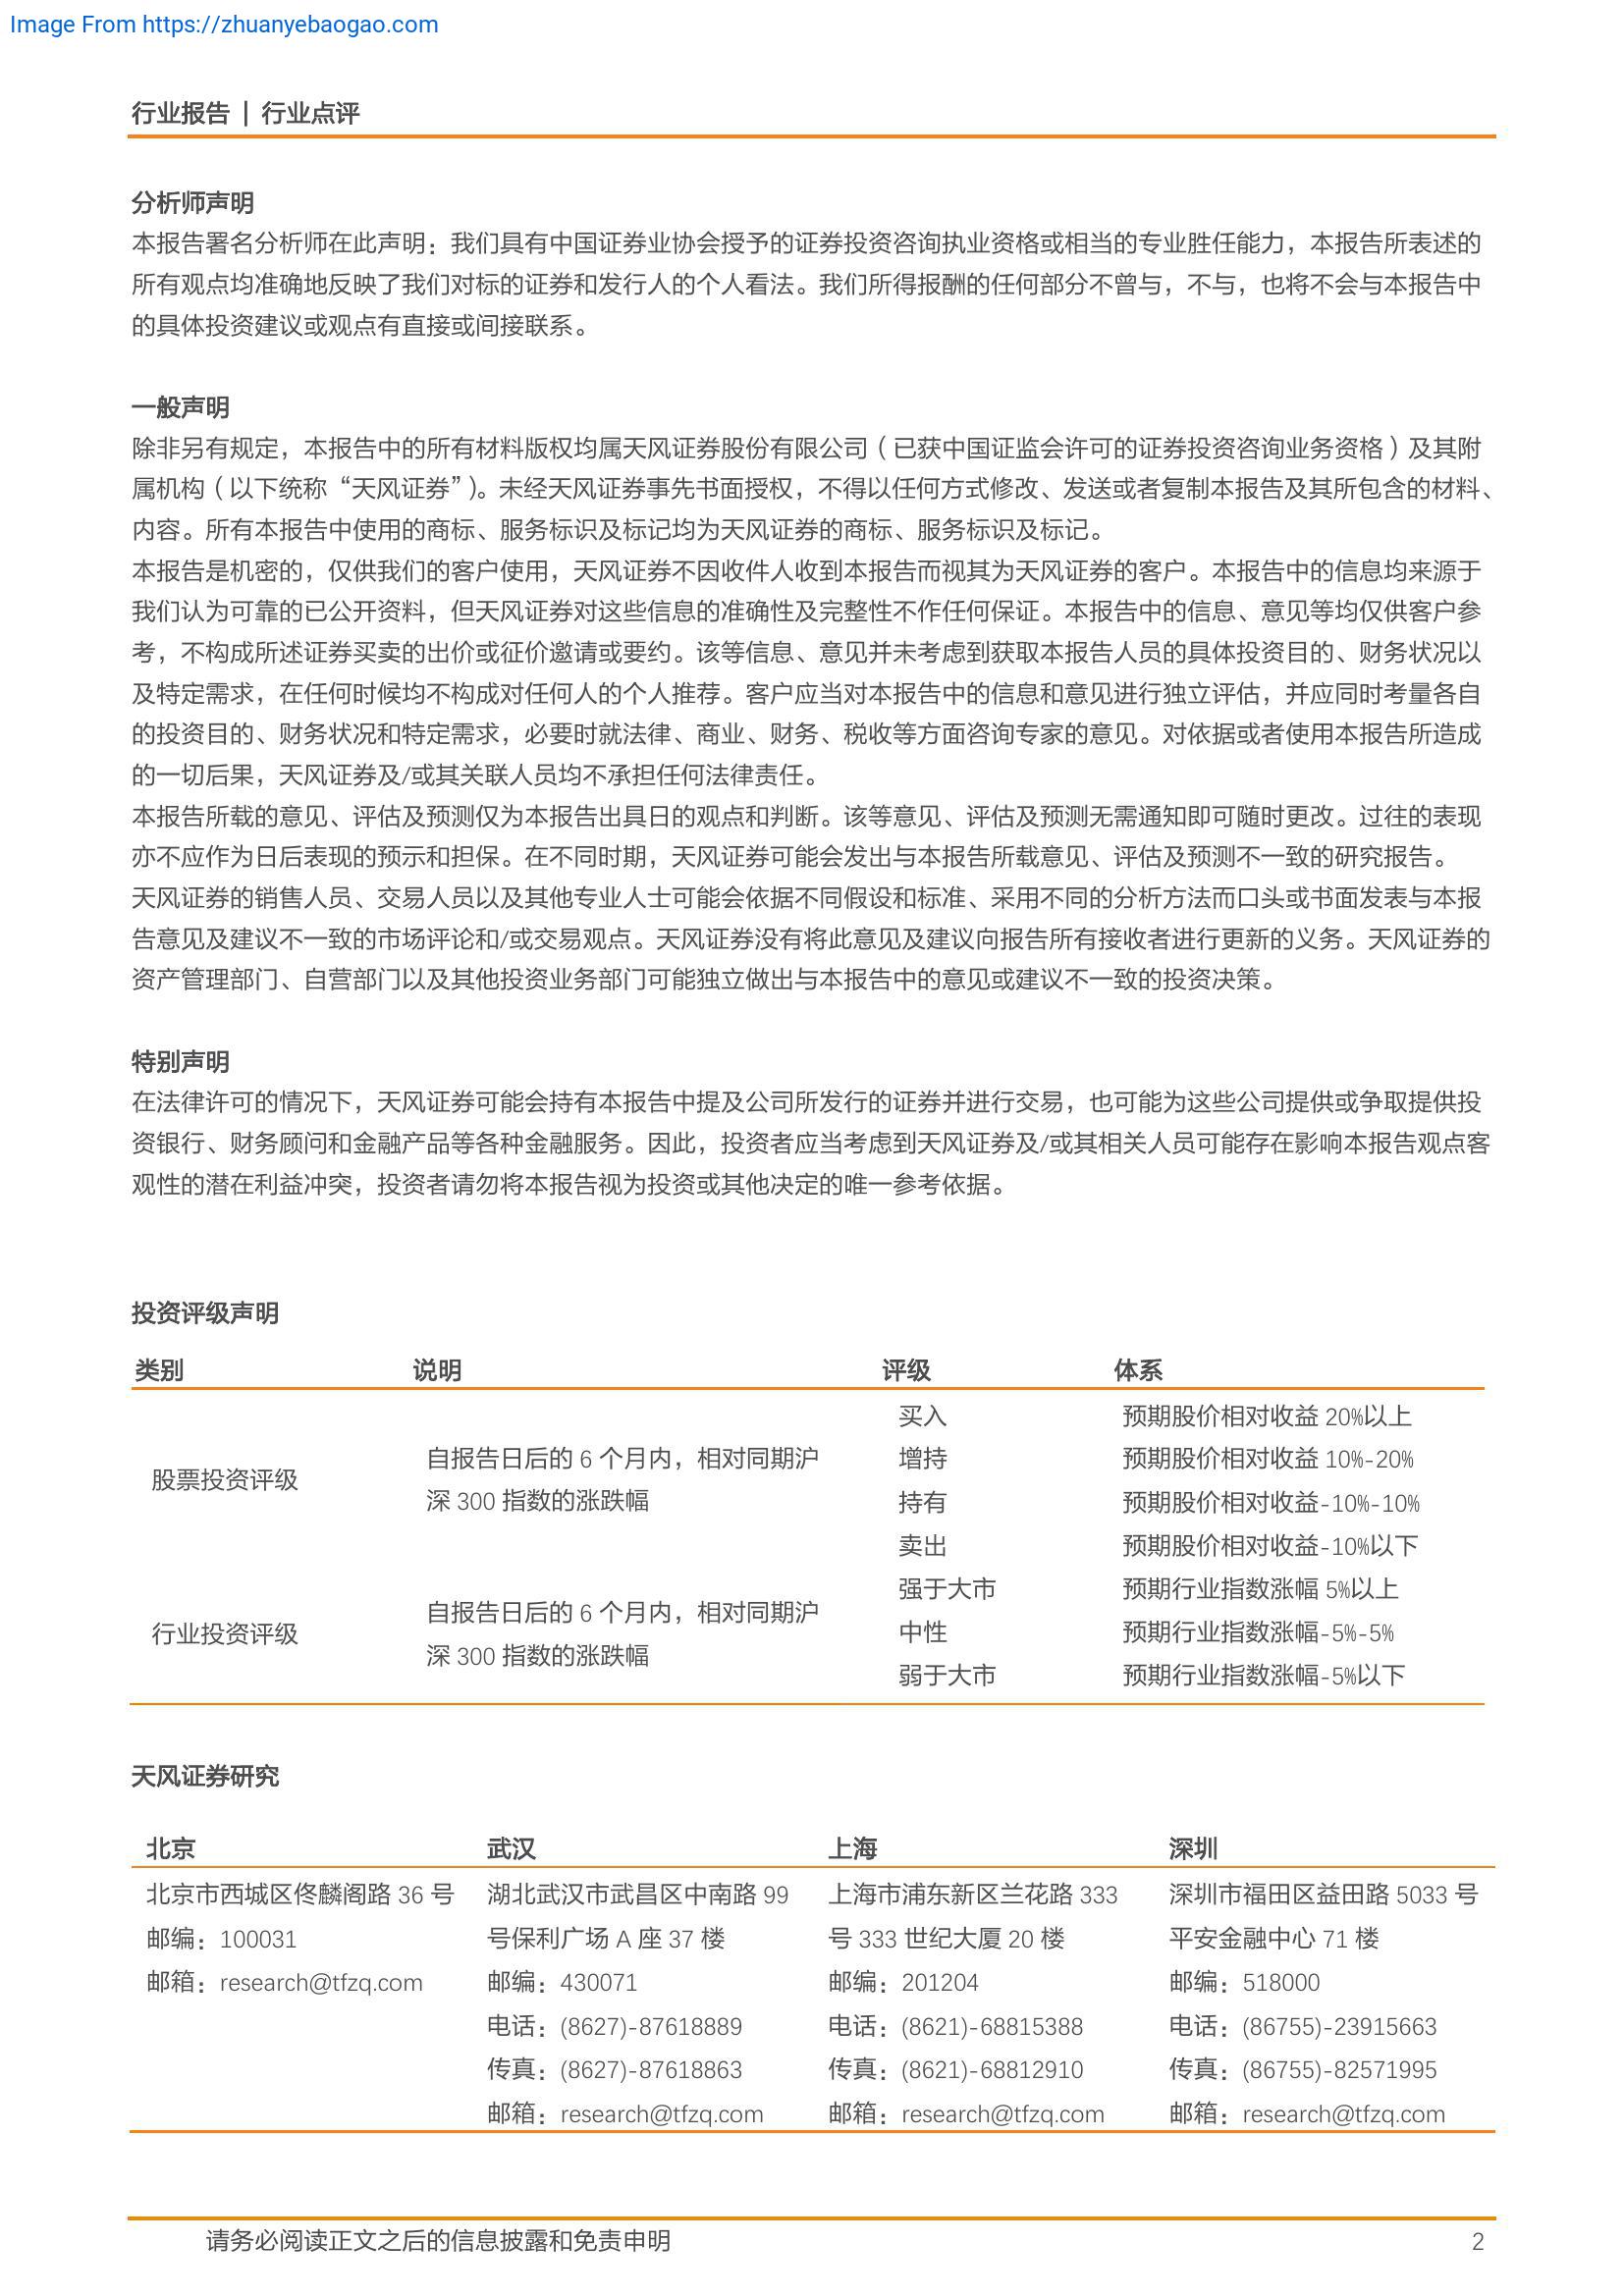 Image From https://zhuanyebaogao.com
行业报告 | 行业点评
分析师声明
本报告署名分析师在此声明：我们具有中国证券业协会授予的证券投资咨询执业资格或相当的专业胜任能力，本报告所表述的
所有观点均准确地反映了我们对标的证券和发行人的个人看法。我们所得报酬的任何部分不曾与，不与，也将不会与本报告中
的具体投资建议或观点有直接或间接联系。
一般声明
除非另有规定，本报告中的所有材料版权均属天风证券股份有限公司（已获中国证监会许可的证券投资咨询业务资格）及其附
属机构（以下统称“天风证券”）。未经天风证券事先书面授权，不得以任何方式修改、发送或者复制本报告及其所包含的材料、
内容。所有本报告中使用的商标、服务标识及标记均为天风证券的商标、服务标识及标记。
本报告是机密的，仅供我们的客户使用，天风证券不因收件人收到本报告而视其为天风证券的客户。本报告中的信息均来源于
我们认为可靠的已公开资料，但天风证券对这些信息的准确性及完整性不作任何保证。本报告中的信息、意见等均仅供客户参
考，不构成所述证券买卖的出价或征价邀请或要约。该等信息、意见并未考虑到获取本报告人员的具体投资目的、财务状况以
及特定需求，在任何时候均不构成对任何人的个人推荐。客户应当对本报告中的信息和意见进行独立评估，并应同时考量各自
的投资目的、财务状况和特定需求，必要时就法律、商业、财务、税收等方面咨询专家的意见。对依据或者使用本报告所造成
的一切后果，天风证券及/或其关联人员均不承担任何法律责任。
本报告所载的意见、评估及预测仅为本报告出具日的观点和判断。该等意见、评估及预测无需通知即可随时更改。过往的表现
亦不应作为日后表现的预示和担保。在不同时期，天风证券可能会发出与本报告所载意见、评估及预测不一致的研究报告。
天风证券的销售人员、交易人员以及其他专业人士可能会依据不同假设和标准、采用不同的分析方法而口头或书面发表与本报
告意见及建议不一致的市场评论和/或交易观点。天风证券没有将此意见及建议向报告所有接收者进行更新的义务。天风证券的
资产管理部门、自营部门以及其他投资业务部门可能独立做出与本报告中的意见或建议不一致的投资决策。
特别声明
在法律许可的情况下，天风证券可能会持有本报告中提及公司所发行的证券并进行交易，也可能为这些公司提供或争取提供投
资银行、财务顾问和金融产品等各种金融服务。因此，投资者应当考虑到天风证券及/或其相关人员可能存在影响本报告观点客
观性的潜在利益冲突，投资者请勿将本报告视为投资或其他决定的唯一参考依据。
投资评级声明
类别 说明 评级 体系
买入 预期股价相对收益 20%以上
自报告日后的 6 个月内，相对同期沪 增持 预期股价相对收益 10%-20%
股票投资评级
深 300 指数的涨跌幅 持有 预期股价相对收益-10%-10%
卖出 预期股价相对收益-10%以下
强于大市 预期行业指数涨幅 5%以上
自报告日后的 6 个月内，相对同期沪
行业投资评级 中性 预期行业指数涨幅-5%-5%
深 300 指数的涨跌幅
弱于大市 预期行业指数涨幅-5%以下
天风证券研究
北京 武汉 上海 深圳
北京市西城区佟麟阁路 36 号 湖北武汉市武昌区中南路 99 上海市浦东新区兰花路 333 深圳市福田区益田路 5033 号
邮编：100031 号保利广场 A 座 37 楼 号 333 世纪大厦 20 楼 平安金融中心 71 楼
邮箱：research@tfzq.com 邮编：430071 邮编：201204 邮编：518000
电话：(8627)-87618889 电话：(8621)-68815388 电话：(86755)-23915663
传真：(8627)-87618863 传真：(8621)-68812910 传真：(86755)-82571995
邮箱：research@tfzq.com 邮箱：research@tfzq.com 邮箱：research@tfzq.com
请务必阅读正文之后的信息披露和免责申明 2